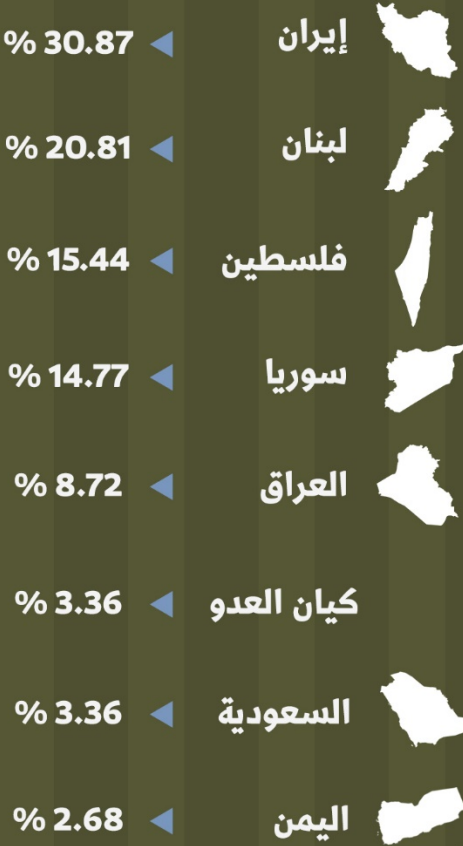 إيران 30.87 %
لبنان 20.81 %
فلسطين 15.44 %
سوريا 14.77 %
العراق 8.72 %
كيان العدو 3.36 %
السعودية 3.36 %
اليمن 2.68 %